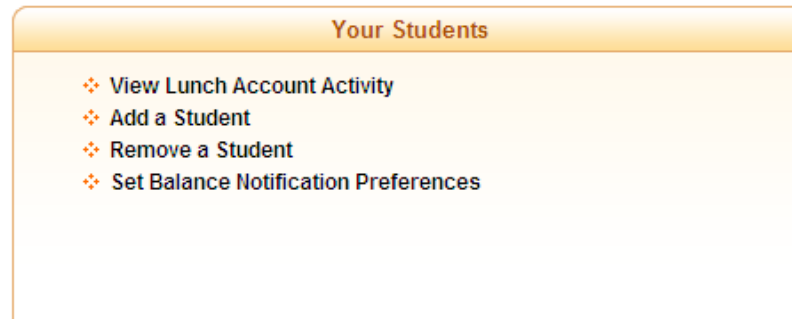 Your Students
View Lunch Account Activity
Add a Student
Remove a Student
Set Balance Notification Preferences